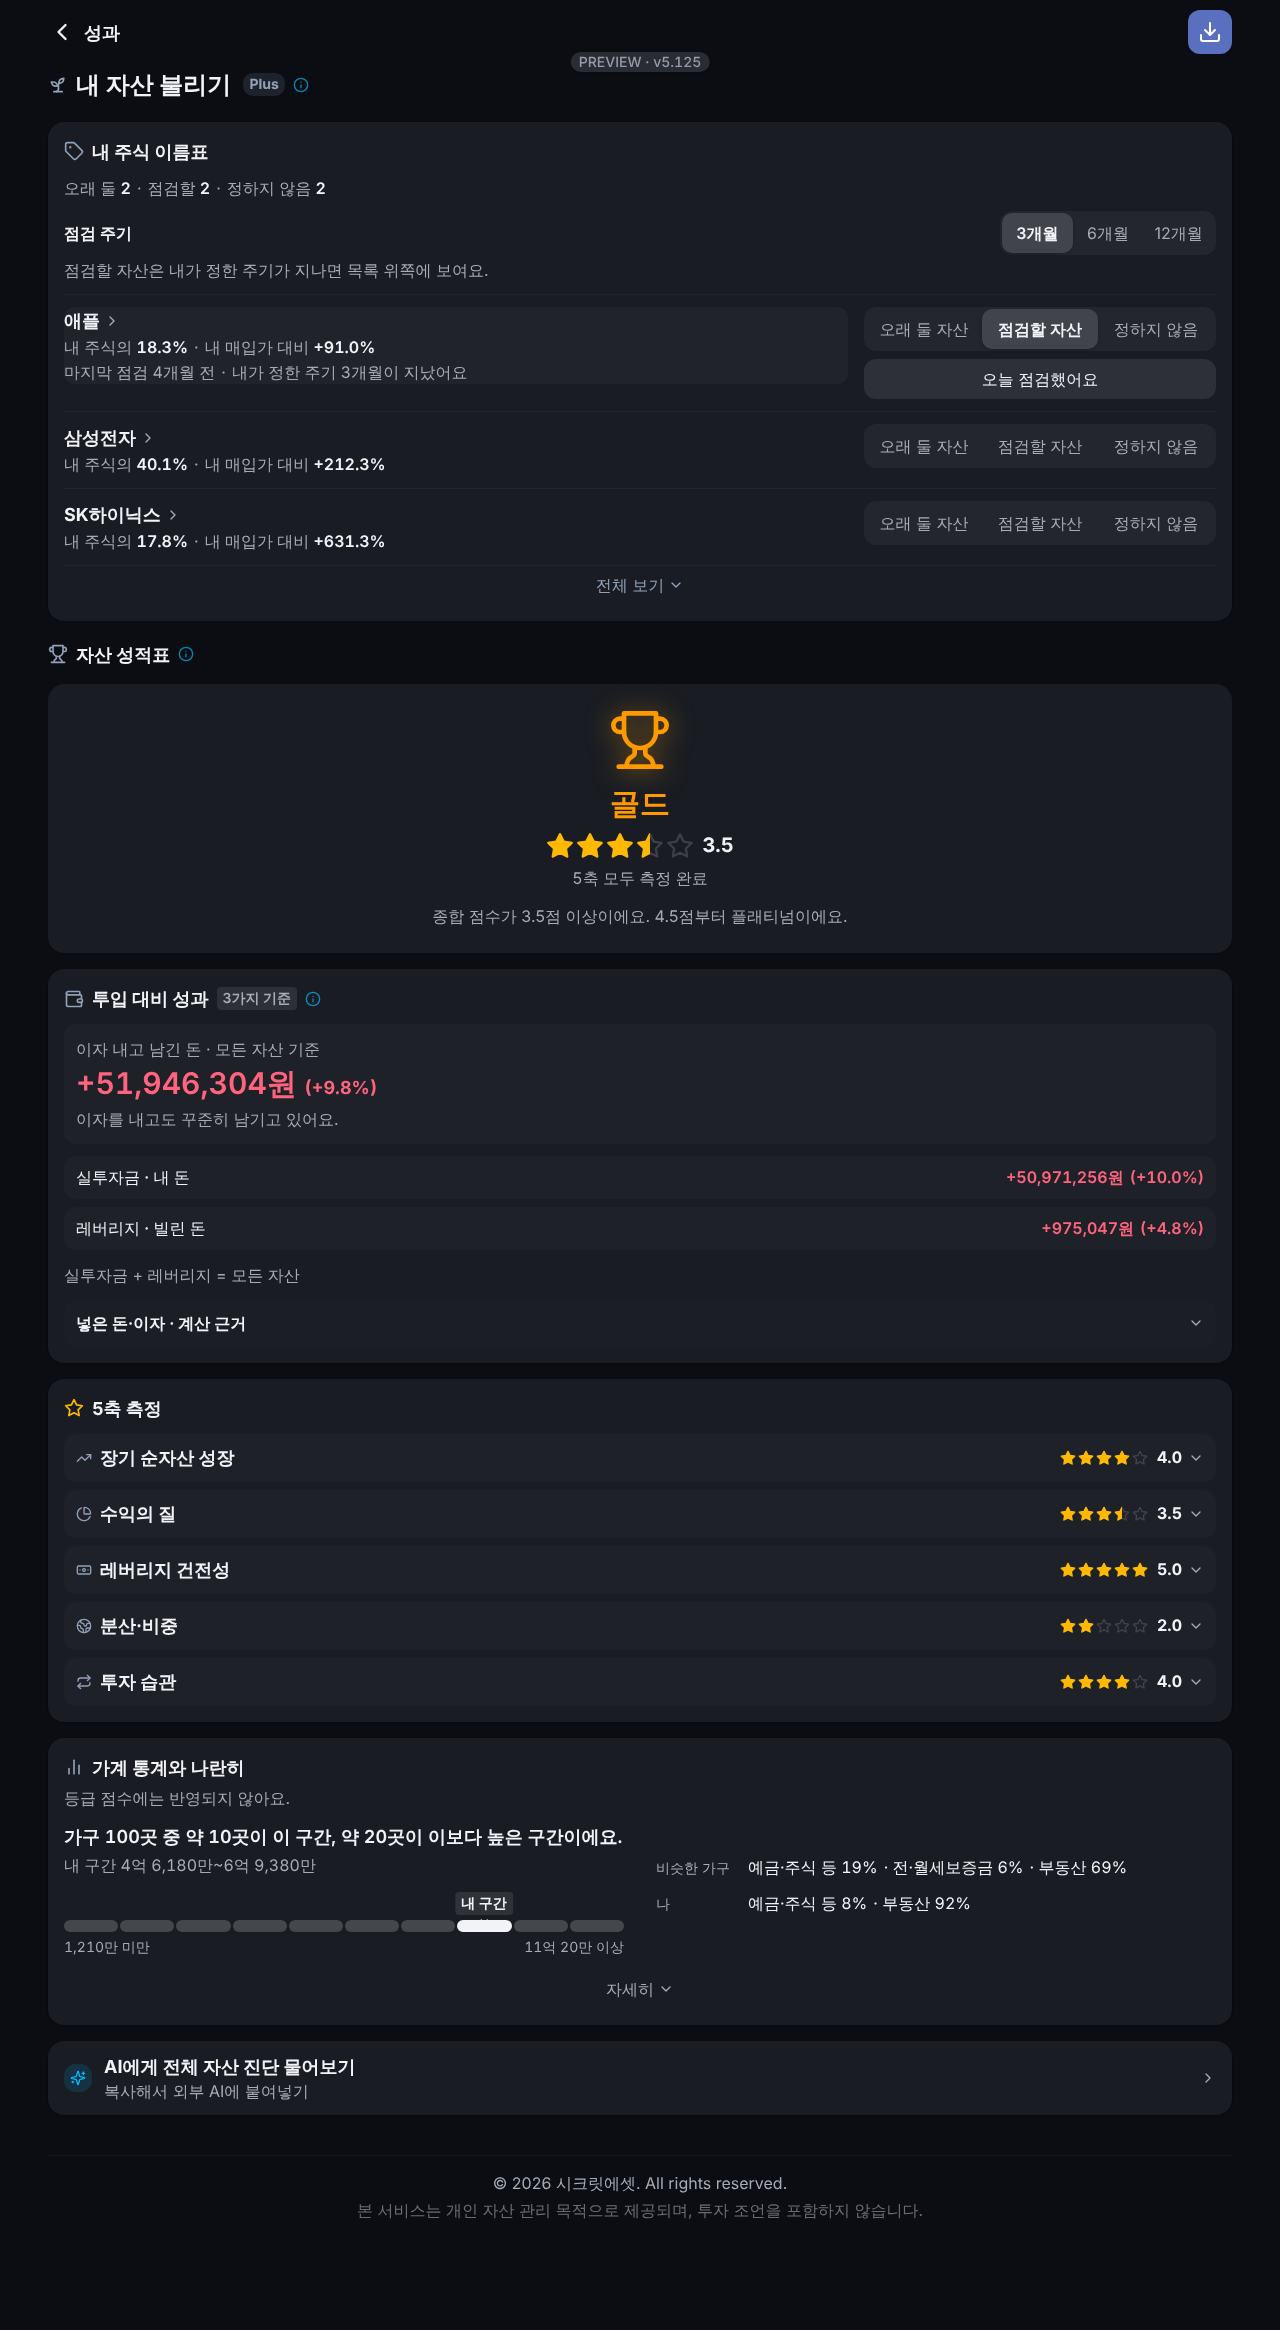 성과
PREVIEW · v5.125
내 자산 불리기 Plus
내 주식 이름표
오래 둘 2 · 점검할 2 · 정하지 않음 2
점검 주기 3개월 6개월 12개월
점검할 자산은 내가 정한 주기가 지나면 목록 위쪽에 보여요.
애플
내 주식의 18.3% · 내 매입가 대비 +91.0%
마지막 점검 4개월 전 · 내가 정한 주기 3개월이 지났어요
오래 둘 자산 점검할 자산 정하지 않음
오늘 점검했어요
삼성전자
내 주식의 40.1% · 내 매입가 대비 +212.3%
오래 둘 자산 점검할 자산 정하지 않음
SK하이닉스
내 주식의 17.8% · 내 매입가 대비 +631.3%
오래 둘 자산 점검할 자산 정하지 않음
전체 보기
자산 성적표
골드
3.5
5축 모두 측정 완료
종합 점수가 3.5점 이상이에요. 4.5점부터 플래티넘이에요.
투입 대비 성과 3가지 기준
이자 내고 남긴 돈 · 모든 자산 기준
+51,946,304원 (+9.8%)
이자를 내고도 꾸준히 남기고 있어요.
실투자금 · 내 돈 +50,971,256원 (+10.0%)
레버리지 · 빌린 돈 +975,047원 (+4.8%)
실투자금 + 레버리지 = 모든 자산
넣은 돈·이자 · 계산 근거
5축 측정
장기 순자산 성장 4.0
수익의 질 3.5
레버리지 건전성 5.0
분산·비중 2.0
투자 습관 4.0
가계 통계와 나란히
등급 점수에는 반영되지 않아요.
가구 100곳 중 약 10곳이 이 구간, 약 20곳이 이보다 높은 구간이에요.
내 구간 4억 6,180만~6억 9,380만
내 구간
1,210만 미만 11억 20만 이상
비슷한 가구 예금·주식 등 19% · 전·월세보증금 6% · 부동산 69%
나 예금·주식 등 8% · 부동산 92%
자세히
AI에게 전체 자산 진단 물어보기
복사해서 외부 AI에 붙여넣기
© 2026 시크릿에셋. All rights reserved.
본 서비스는 개인 자산 관리 목적으로 제공되며, 투자 조언을 포함하지 않습니다.